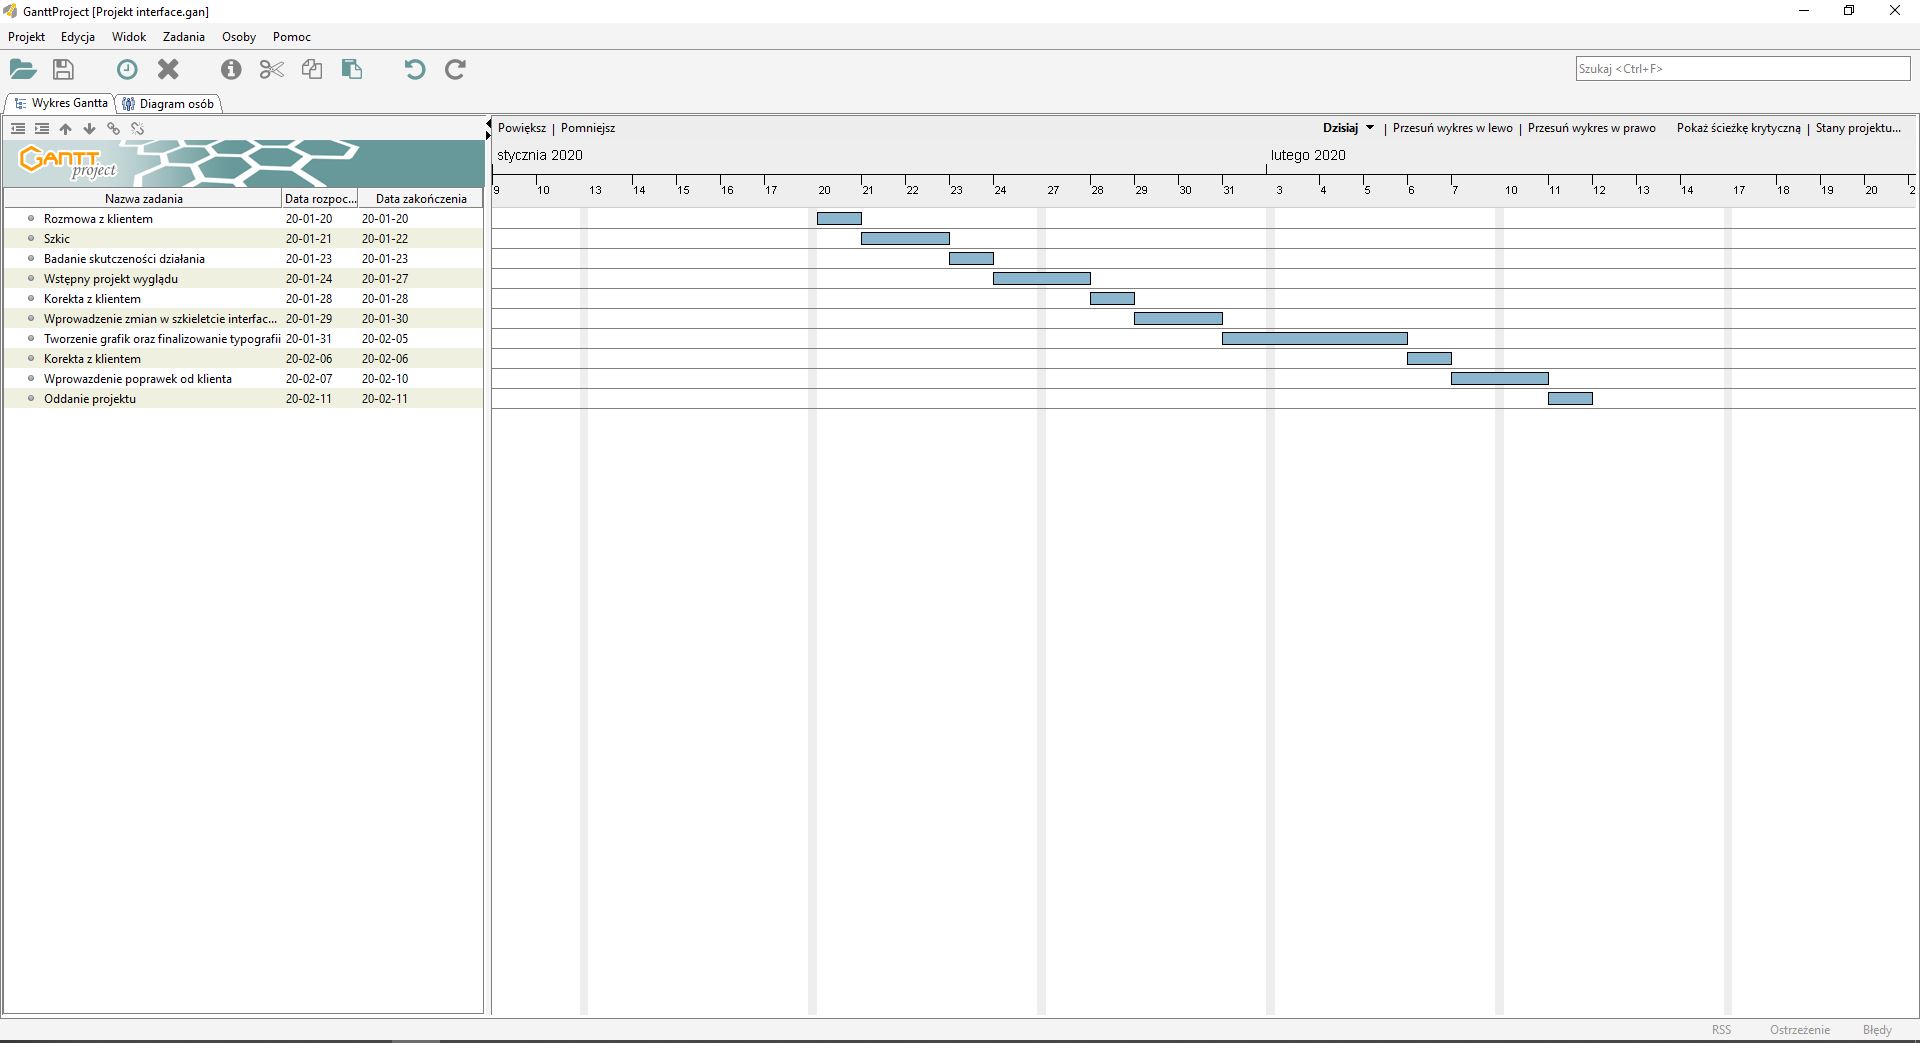 GanttProject [Projekt interface.gan]
Projekt Edycja Widok Zadania Osoby Pomoc
Szukaj <Ctrl+F>
Wykres Gantta Diagram osób
Powiększ | Pomniejsz Dzisiaj | Przesuń wykres w lewo | Przesuń wykres w prawo Pokaż ścieżkę krytyczną | Stany projektu...
GANTT project
stycznia 2020 lutego 2020
9 10 13 14 15 16 17 20 21 22 23 24 27 28 29 30 31 3 4 5 6 7 10 11 12 13 14 17 18 19 20 2
Nazwa zadania Data rozpoc... Data zakończenia
Rozmowa z klientem 20-01-20 20-01-20
Szkic 20-01-21 20-01-22
Badanie skutczeności działania 20-01-23 20-01-23
Wstępny projekt wyglądu 20-01-24 20-01-27
Korekta z klientem 20-01-28 20-01-28
Wprowadzenie zmian w szkieletcie interfac... 20-01-29 20-01-30
Tworzenie grafik oraz finalizowanie typografii 20-01-31 20-02-05
Korekta z klientem 20-02-06 20-02-06
Wprowazdenie poprawek od klienta 20-02-07 20-02-10
Oddanie projektu 20-02-11 20-02-11
RSS Ostrzeżenie Błędy